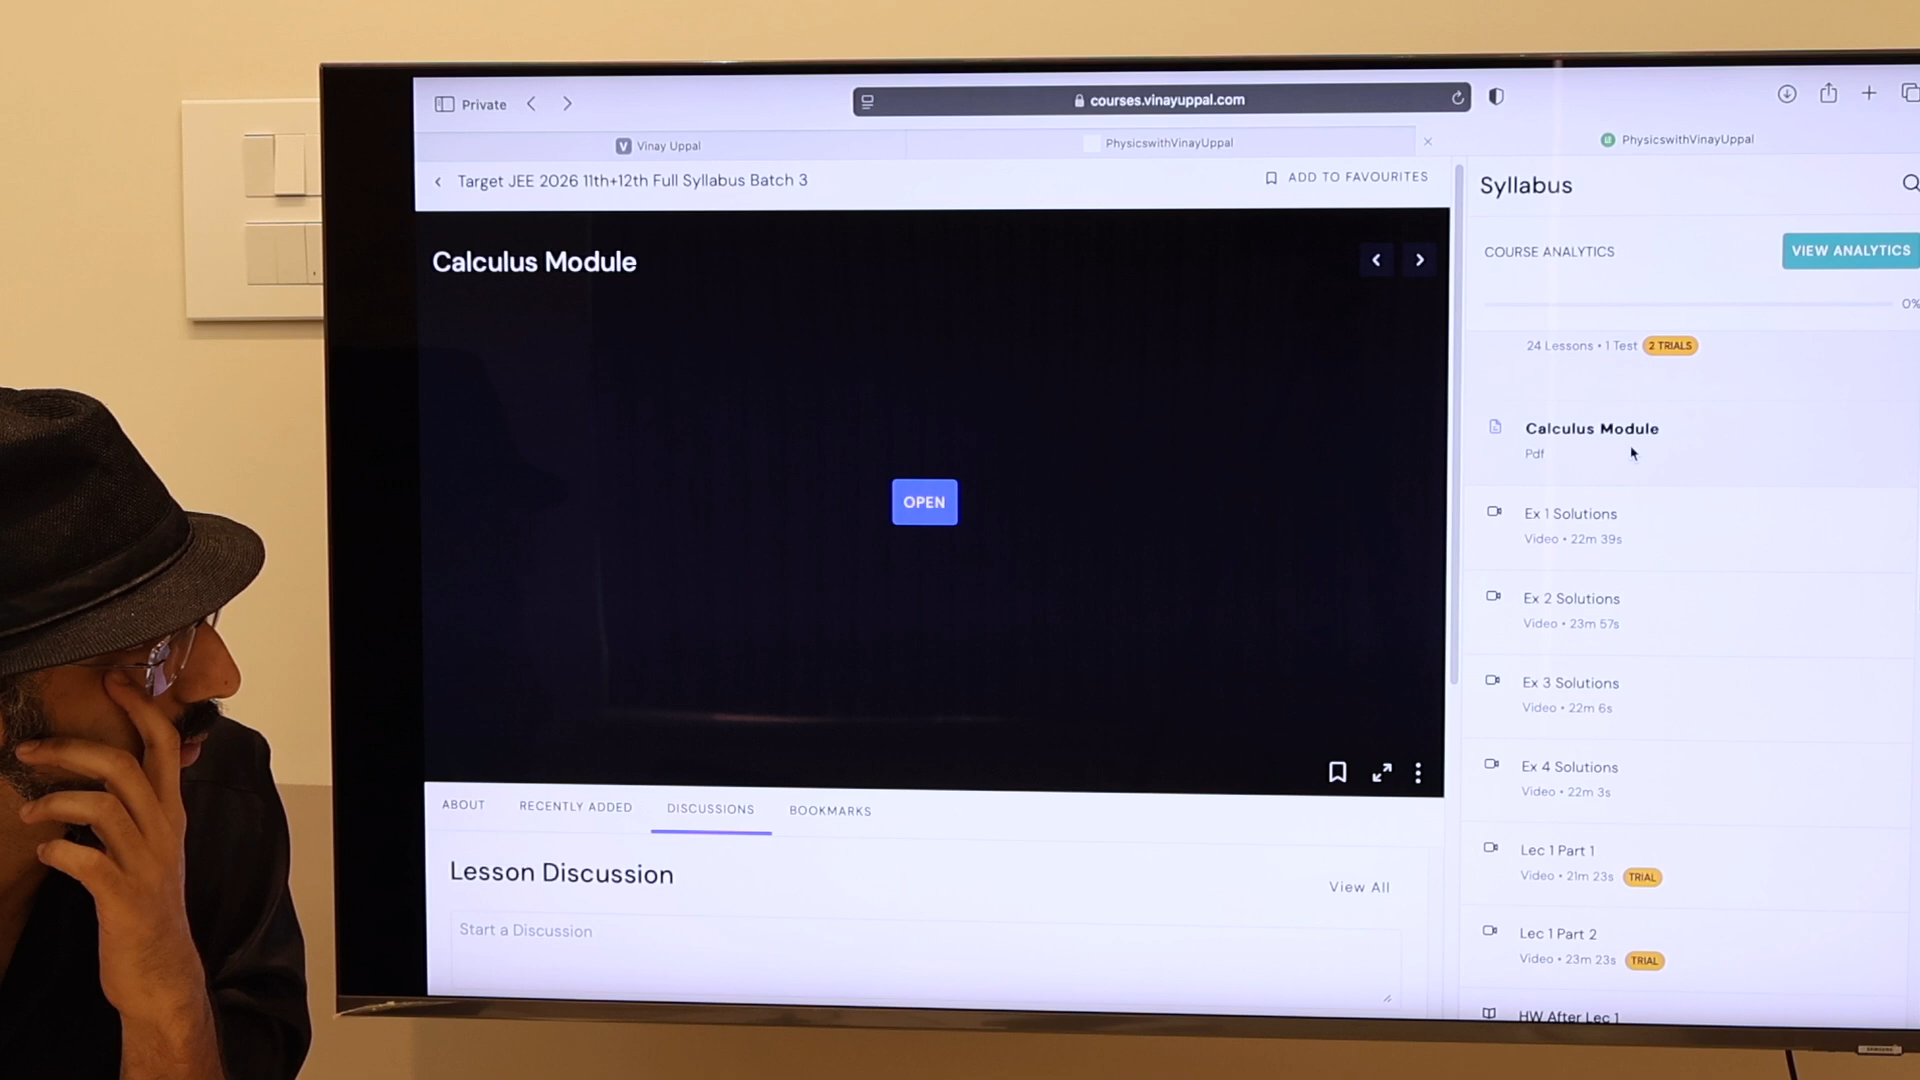 Private
courses.vinayuppal.com
V Vinay Uppal
PhysicswithVinayUppal
PhysicswithVinayUppal
Target JEE 2026 11th+12th Full Syllabus Batch 3
ADD TO FAVOURITES
Calculus Module
OPEN
ABOUT
RECENTLY ADDED
DISCUSSIONS
BOOKMARKS
Lesson Discussion
View All
Start a Discussion
Syllabus
COURSE ANALYTICS
VIEW ANALYTICS
0%
24 Lessons • 1 Test 2 TRIALS
Calculus Module
Pdf
Ex 1 Solutions
Video • 22m 39s
Ex 2 Solutions
Video • 23m 57s
Ex 3 Solutions
Video • 22m 6s
Ex 4 Solutions
Video • 22m 3s
Lec 1 Part 1
Video • 21m 23s TRIAL
Lec 1 Part 2
Video • 23m 23s TRIAL
HW After Lec 1
SAMSUNG